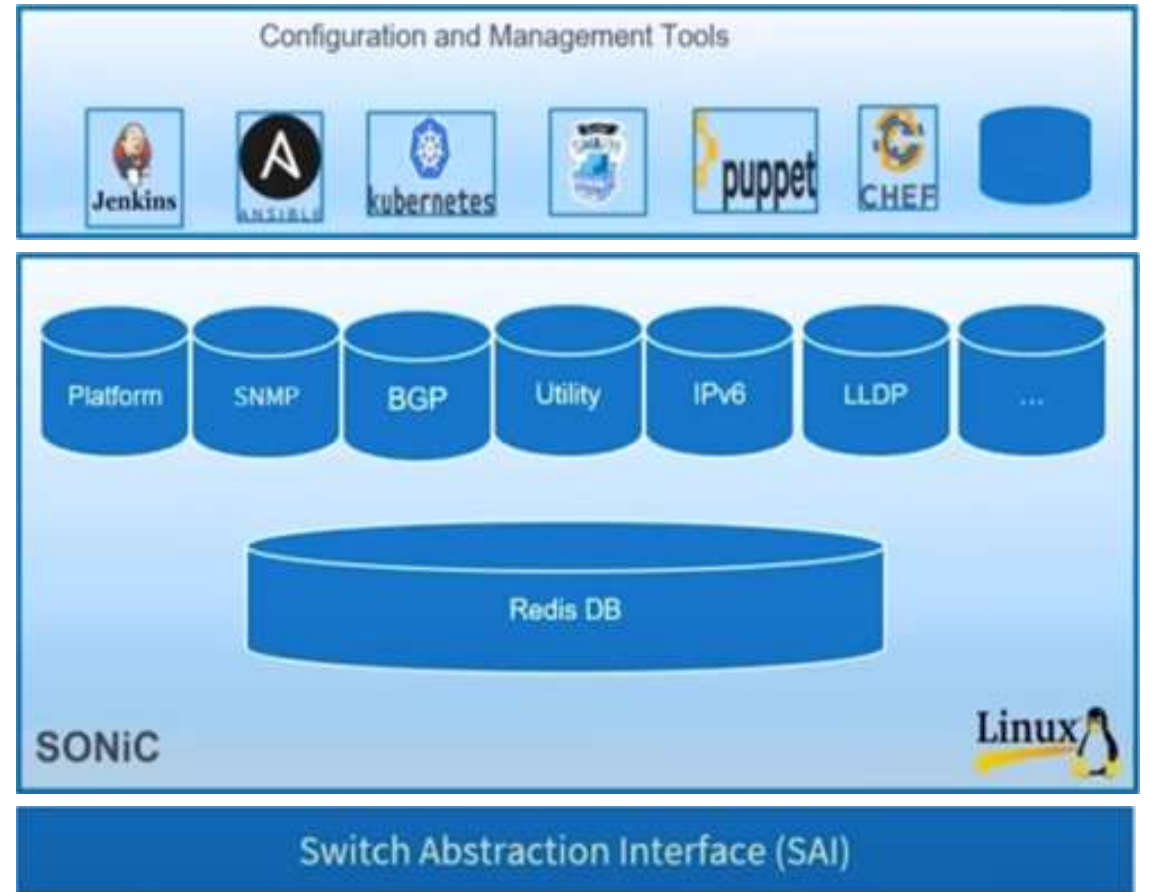 Configuration and Management Tools
Jenkins
ANSIBLE
kubernetes
puppet
CHEF
Platform
SNMP
BGP
Utility
IPv6
LLDP
...
Redis DB
SONiC
Linux
Switch Abstraction Interface (SAI)